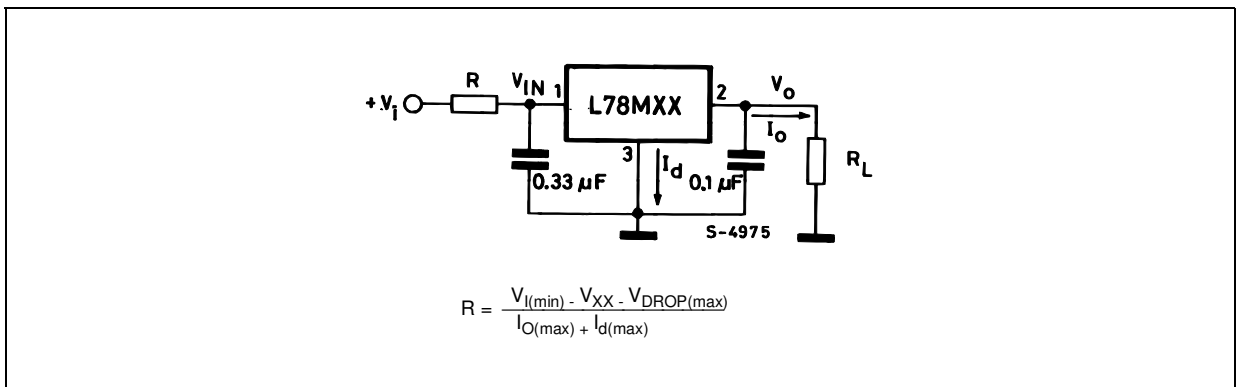 R V_IN 1 L78MXX 2 V_o
+ V_i
I_o
3 I_d R_L
0.33 µF 0.1 µF
S-4975
R = V_I(min) - V_XX - V_DROP(max)
I_O(max) + I_d(max)